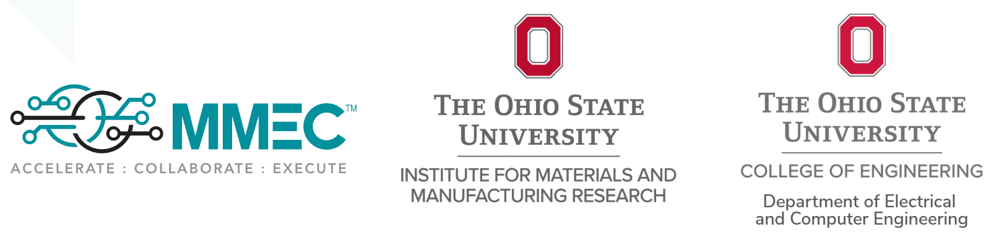 MMEC™
ACCELERATE : COLLABORATE : EXECUTE
THE OHIO STATE
UNIVERSITY
INSTITUTE FOR MATERIALS AND
MANUFACTURING RESEARCH
THE OHIO STATE
UNIVERSITY
COLLEGE OF ENGINEERING
Department of Electrical
and Computer Engineering